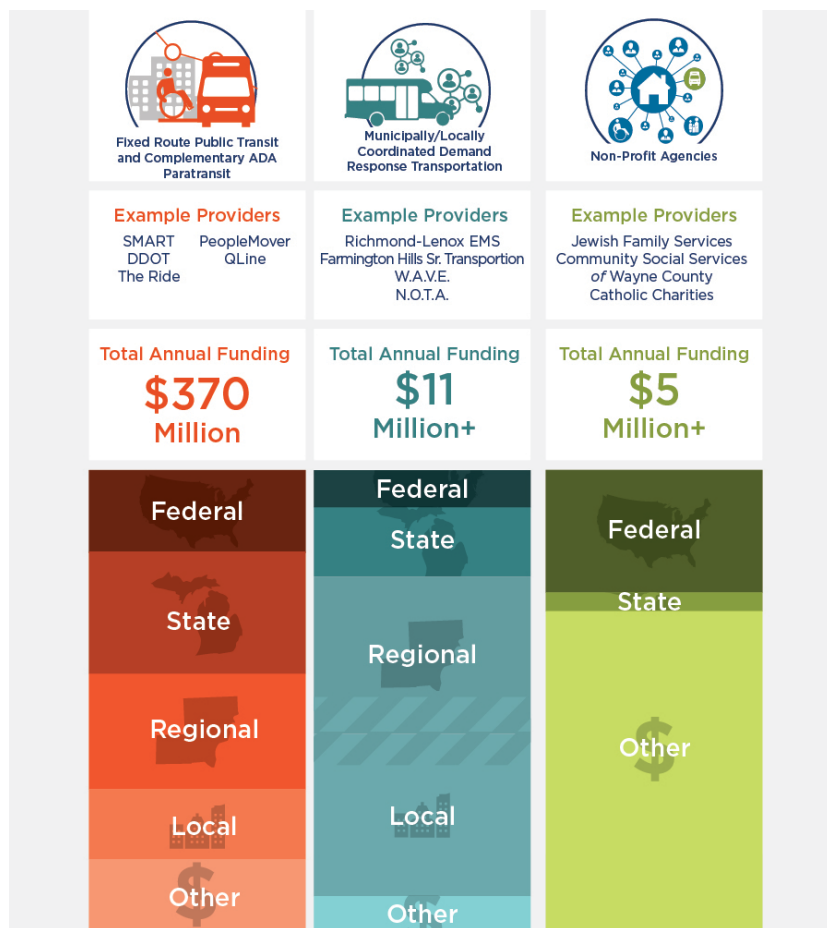 Fixed Route Public Transit
and Complementary ADA
Paratransit
Municipally/Locally
Coordinated Demand
Response Transportation
Non-Profit Agencies
Example Providers
SMART
DDOT
The Ride
PeopleMover
QLine
Example Providers
Richmond-Lenox EMS
Farmington Hills Sr. Transportion
W.A.V.E.
N.O.T.A.
Example Providers
Jewish Family Services
Community Social Services
of Wayne County
Catholic Charities
Total Annual Funding
$370
Million
Total Annual Funding
$11
Million+
Total Annual Funding
$5
Million+
Federal
State
Regional
Local
$
Other
Federal
State
Regional
Local
$
Other
Federal
State
$
Other